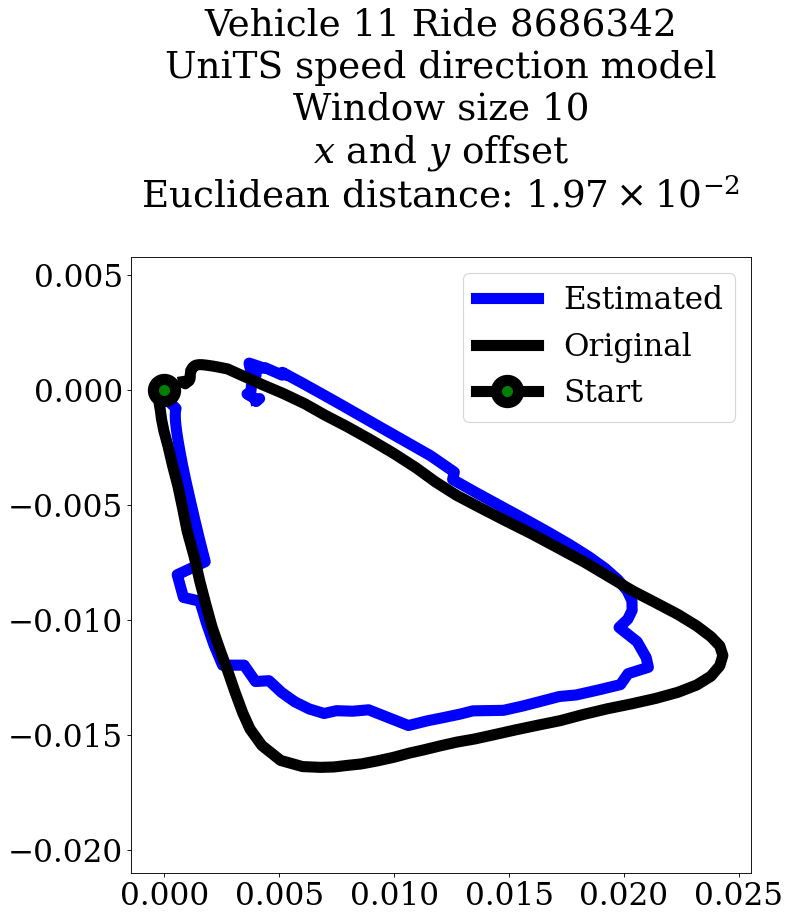 Vehicle 11 Ride 8686342
UniTS speed direction model
Window size 10
x and y offset
Euclidean distance: 1.97 × 10⁻²
0.005
0.000
−0.005
−0.010
−0.015
−0.020
Estimated
Original
Start
0.000 0.005 0.010 0.015 0.020 0.025